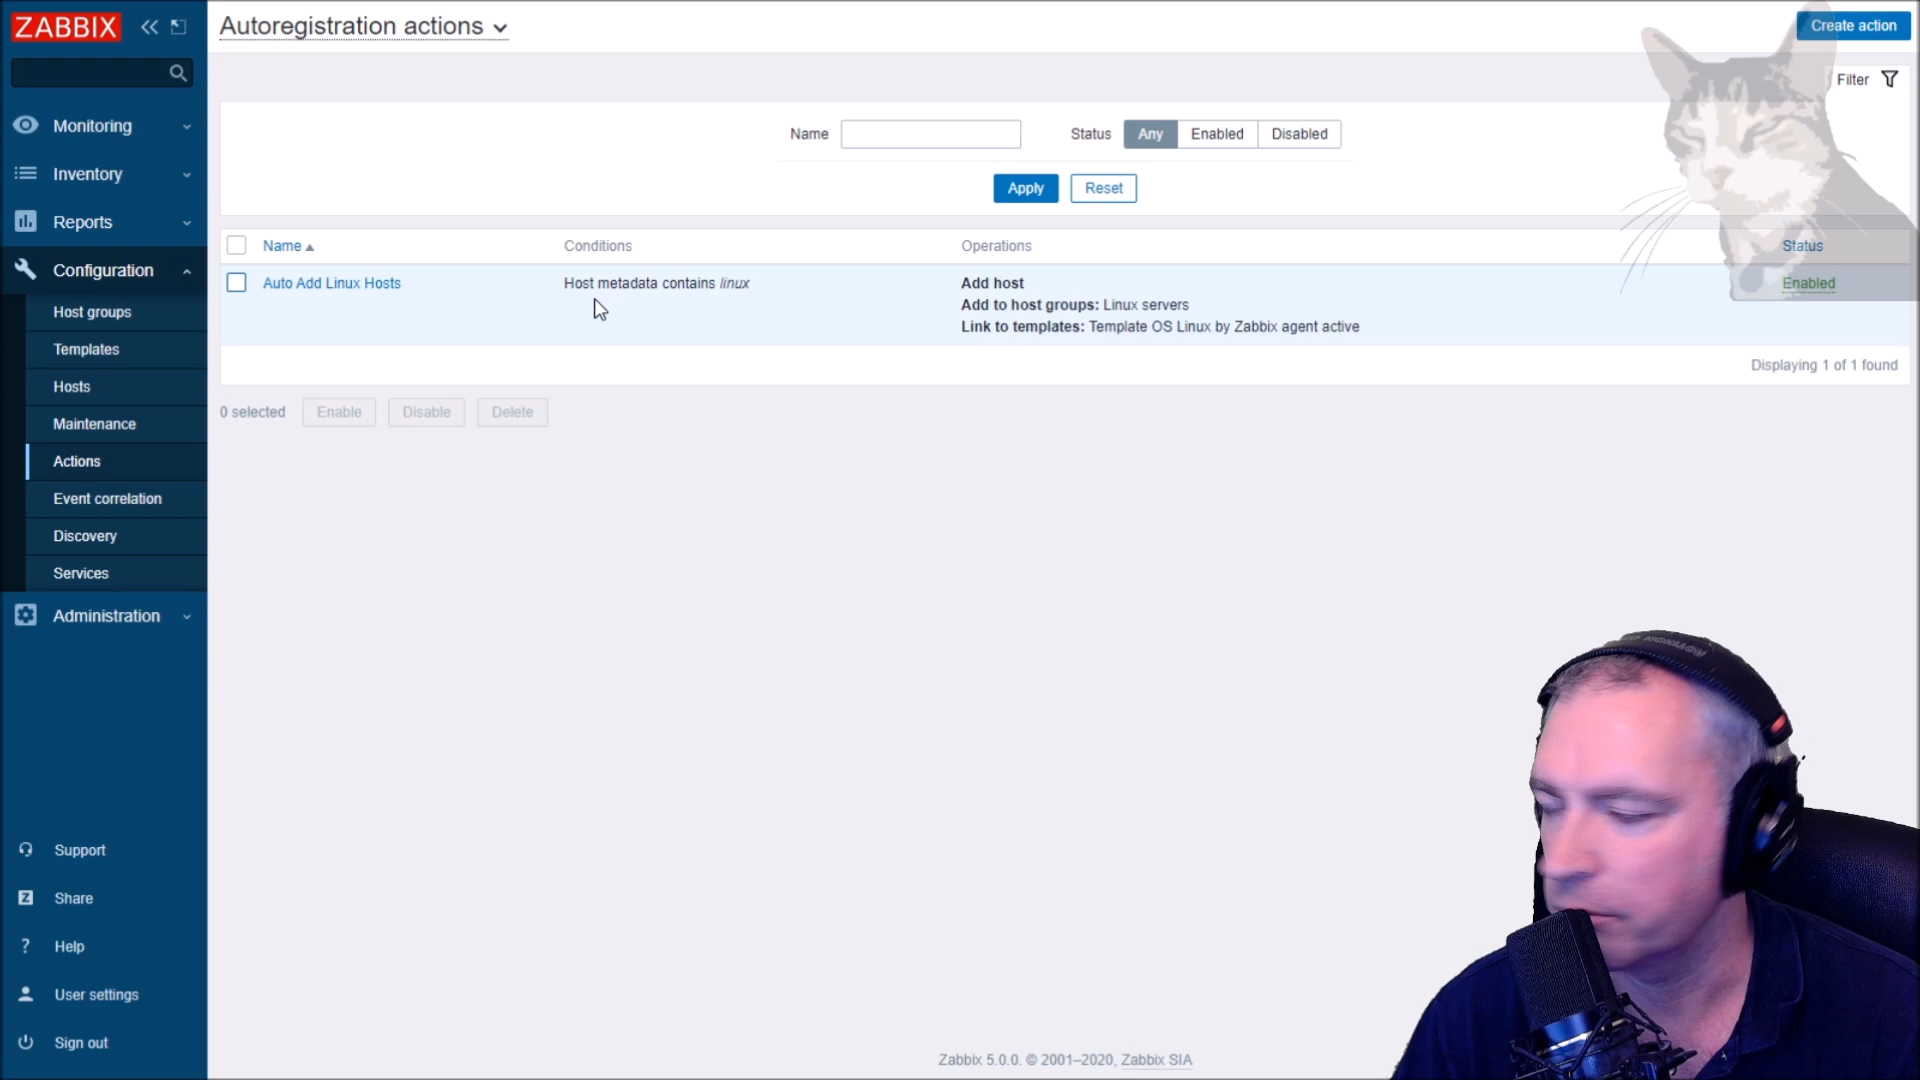 ZABBIX
Autoregistration actions
Create action
Filter
Monitoring
Inventory
Reports
Configuration
Host groups
Templates
Hosts
Maintenance
Actions
Event correlation
Discovery
Services
Administration
Support
Z Share
? Help
User settings
Sign out
Name
Status Any Enabled Disabled
Apply Reset
Name Conditions Operations Status
Auto Add Linux Hosts Host metadata contains linux Add host Enabled
Add to host groups: Linux servers
Link to templates: Template OS Linux by Zabbix agent active
Displaying 1 of 1 found
0 selected Enable Disable Delete
Zabbix 5.0.0. © 2001–2020, Zabbix SIA